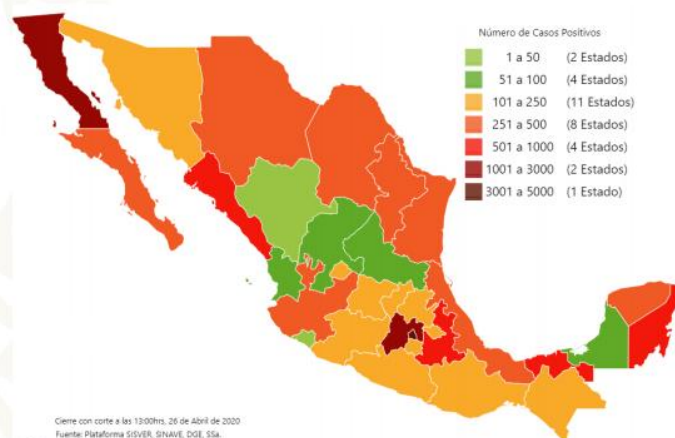 Número de Casos Positivos
1 a 50 (2 Estados)
51 a 100 (4 Estados)
101 a 250 (11 Estados)
251 a 500 (8 Estados)
501 a 1000 (4 Estados)
1001 a 3000 (2 Estados)
3001 a 5000 (1 Estado)
Cierre con corte a las 13:00hrs, 26 de Abril de 2020
Fuente: Plataforma SISVER, SINAVE, DGE, SSa.